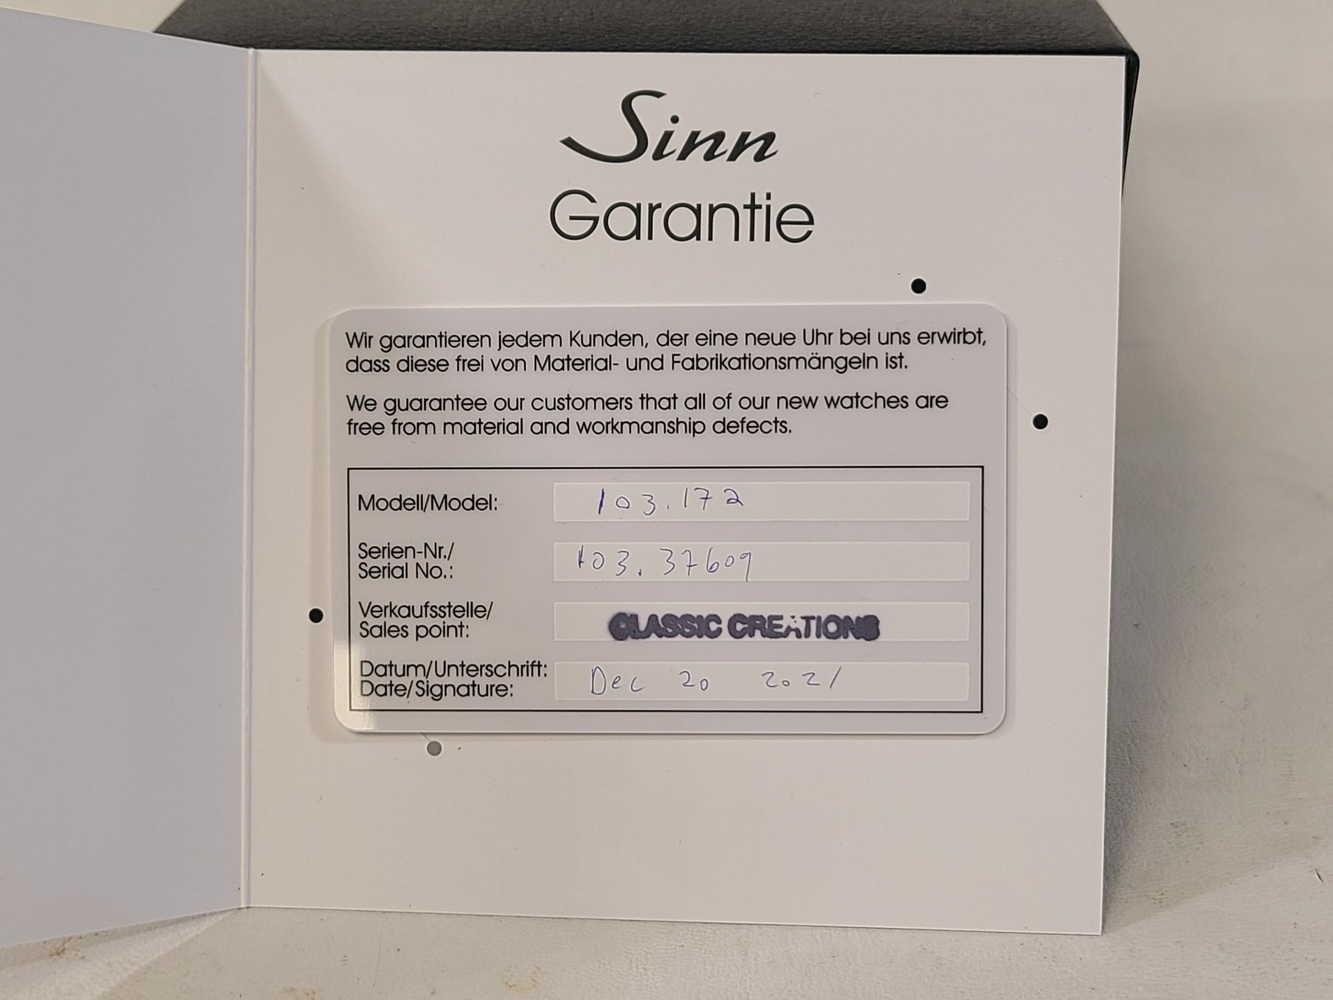 Sinn
Garantie
Wir garantieren jedem Kunden, der eine neue Uhr bei uns erwirbt,
dass diese frei von Material- und Fabrikationsmängeln ist.
We guarantee our customers that all of our new watches are
free from material and workmanship defects.
Modell/Model: 103.172
Serien-Nr./
Serial No.: 103.37609
Verkaufsstelle/
Sales point: CLASSIC CREATIONS
Datum/Unterschrift:
Date/Signature: Dec 20 2021